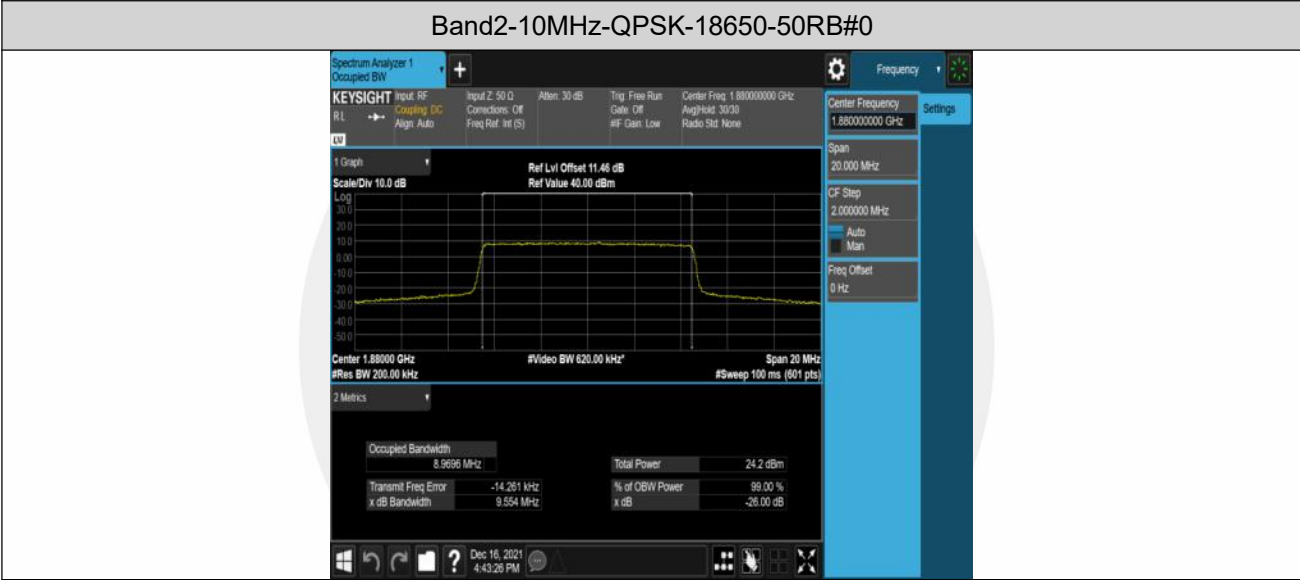 Band2-10MHz-QPSK-18650-50RB#0
Spectrum Analyzer 1
Occupied BW
+
Frequency
KEYSIGHT
RL
Input: RF
Coupling: DC
Align: Auto
Input Z: 50 Ω
Corrections: Off
Freq Ref: Int (S)
Atten: 30 dB
Trig: Free Run
Gate: Off
#IF Gain: Low
Center Freq: 1.880000000 GHz
Avg|Hold: 30/30
Radio Std: None
LW
Center Frequency
1.880000000 GHz
Settings
Span
20.000 MHz
CF Step
2.000000 MHz
Auto
Man
Freq Offset
0 Hz
1 Graph
Scale/Div 10.0 dB
Ref Lvl Offset 11.46 dB
Ref Value 40.00 dBm
Log
30.0
20.0
10.0
0.00
-10.0
-20.0
-30.0
-40.0
-50.0
Center 1.88000 GHz
#Video BW 620.00 kHz*
Span 20 MHz
#Res BW 200.00 kHz
#Sweep 100 ms (601 pts)
2 Metrics
Occupied Bandwidth
8.9696 MHz
Total Power 24.2 dBm
Transmit Freq Error -14.261 kHz
% of OBW Power 99.00 %
x dB Bandwidth 9.554 MHz
x dB -26.00 dB
?
Dec 16, 2021
4:43:26 PM